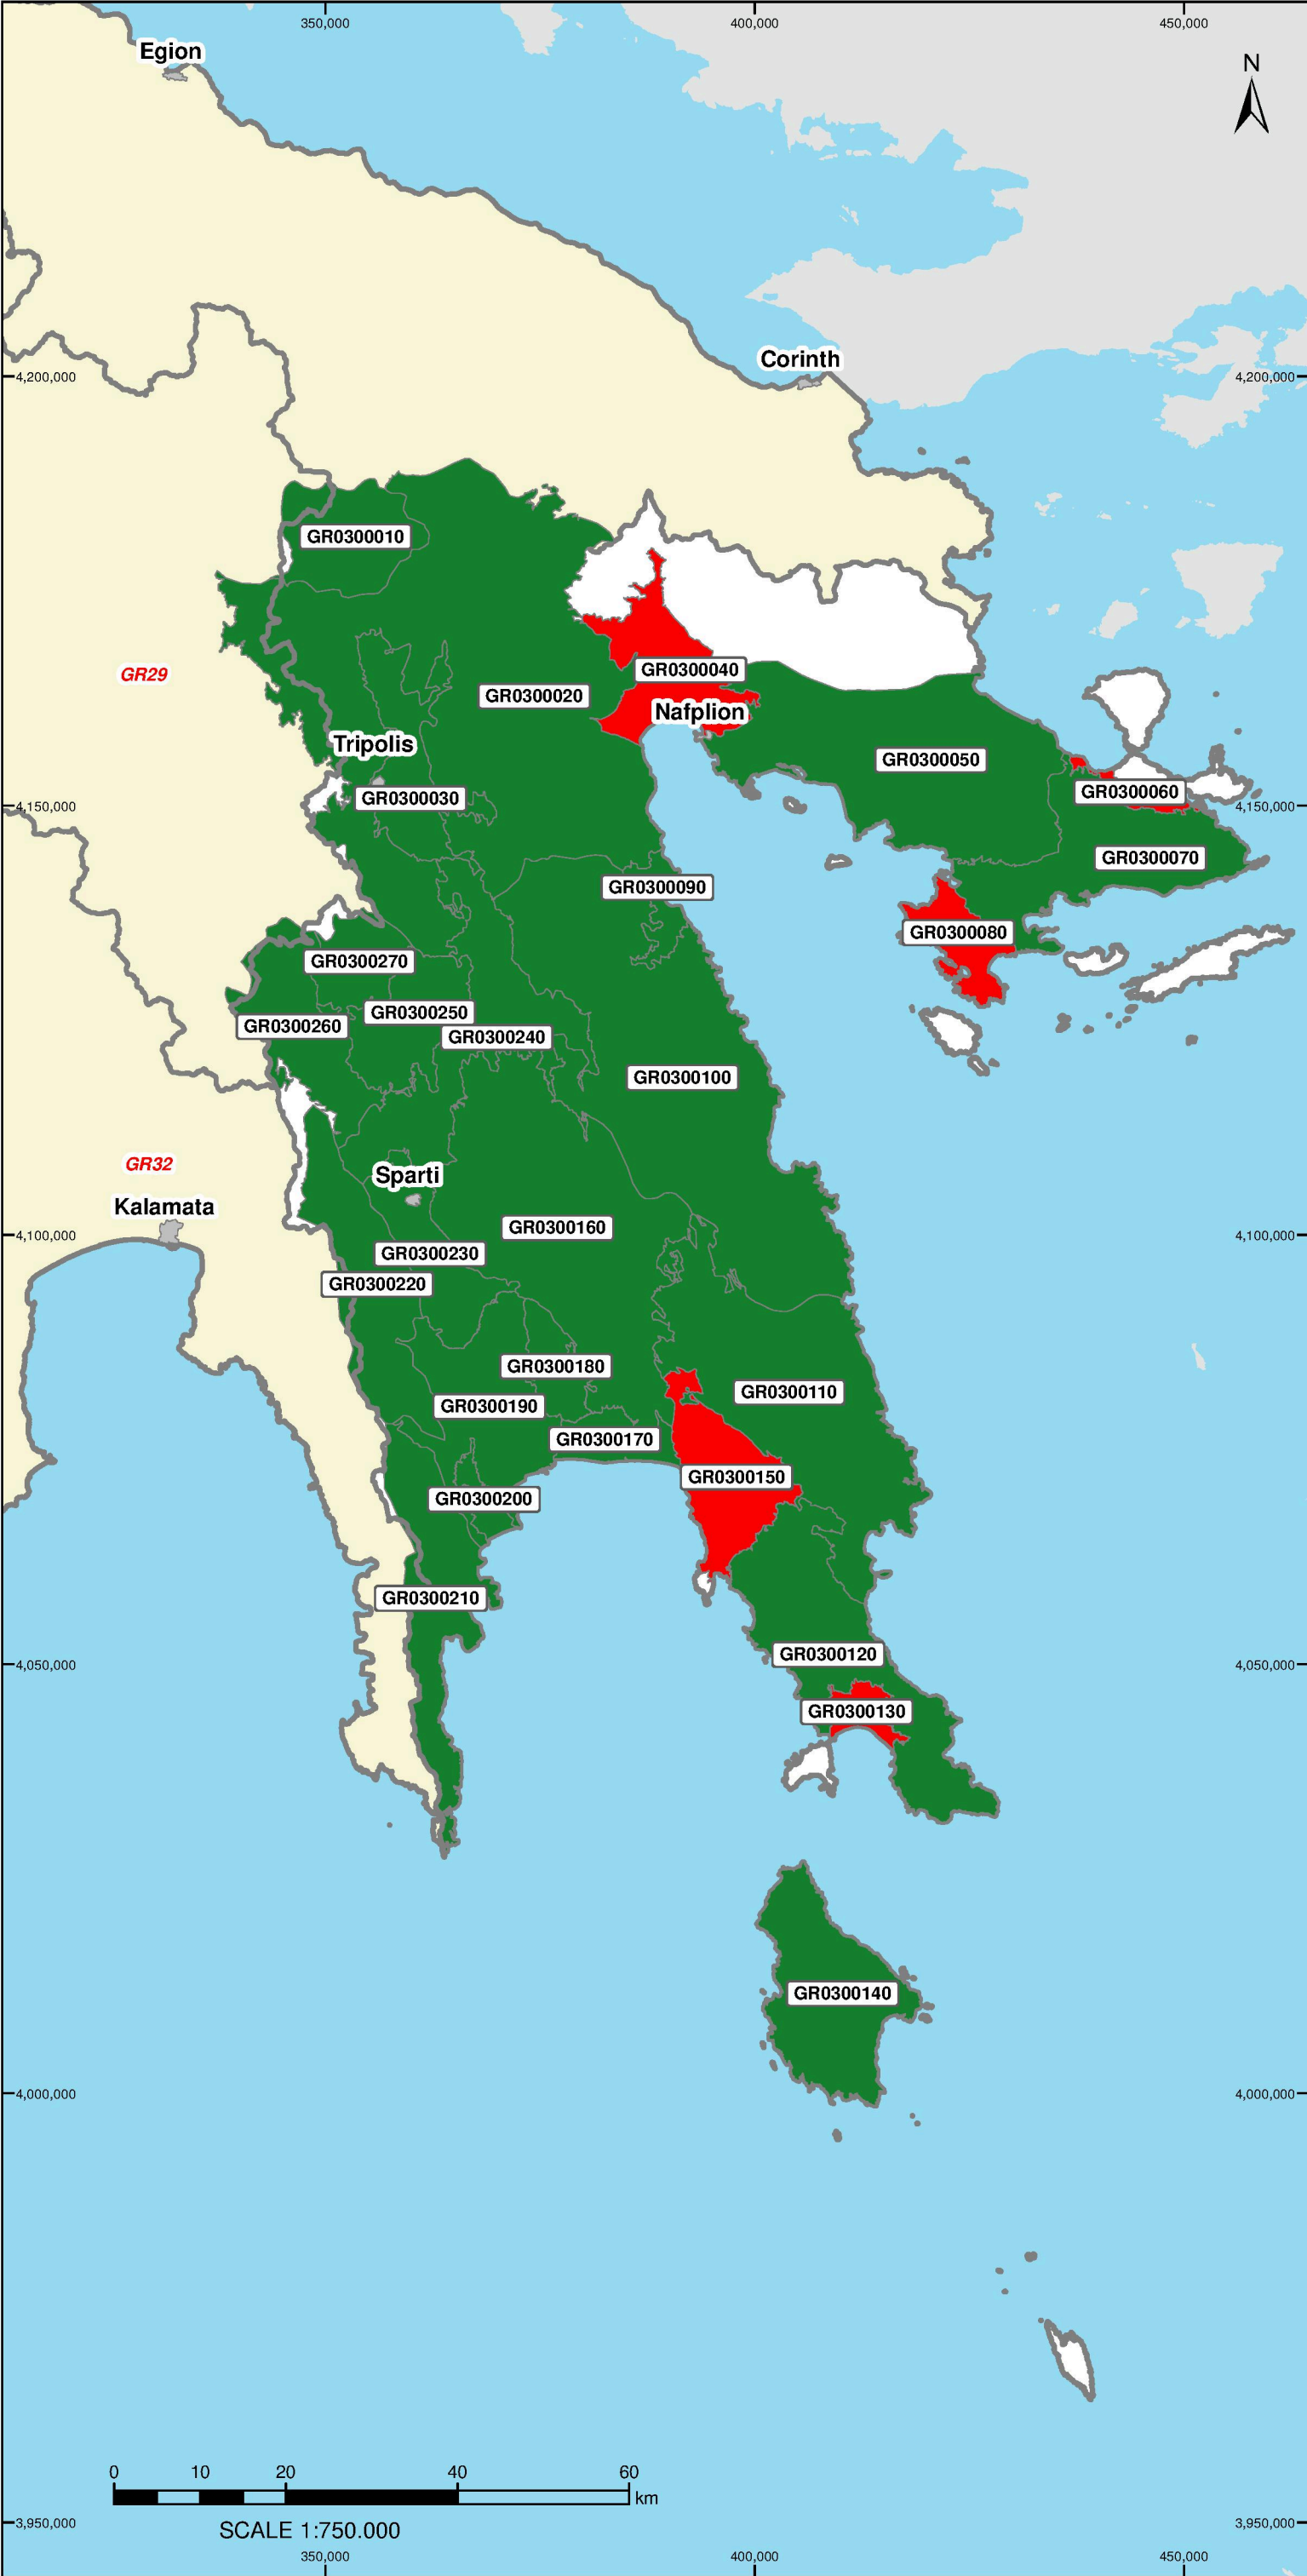 350,000
400,000
450,000
Egion
N
Corinth
4,200,000
4,200,000
GR0300010
GR29
GR0300040
GR0300020
Nafplion
Tripolis
GR0300050
GR0300060
GR0300030
4,150,000
4,150,000
GR0300070
GR0300090
GR0300080
GR0300270
GR0300250
GR0300260
GR0300240
GR0300100
GR32
Sparti
Kalamata
GR0300160
4,100,000
4,100,000
GR0300230
GR0300220
GR0300180
GR0300110
GR0300190
GR0300170
GR0300150
GR0300200
GR0300210
GR0300120
4,050,000
4,050,000
GR0300130
GR0300140
4,000,000
4,000,000
0 10 20 40 60
km
SCALE 1:750.000
3,950,000
3,950,000
350,000
400,000
450,000